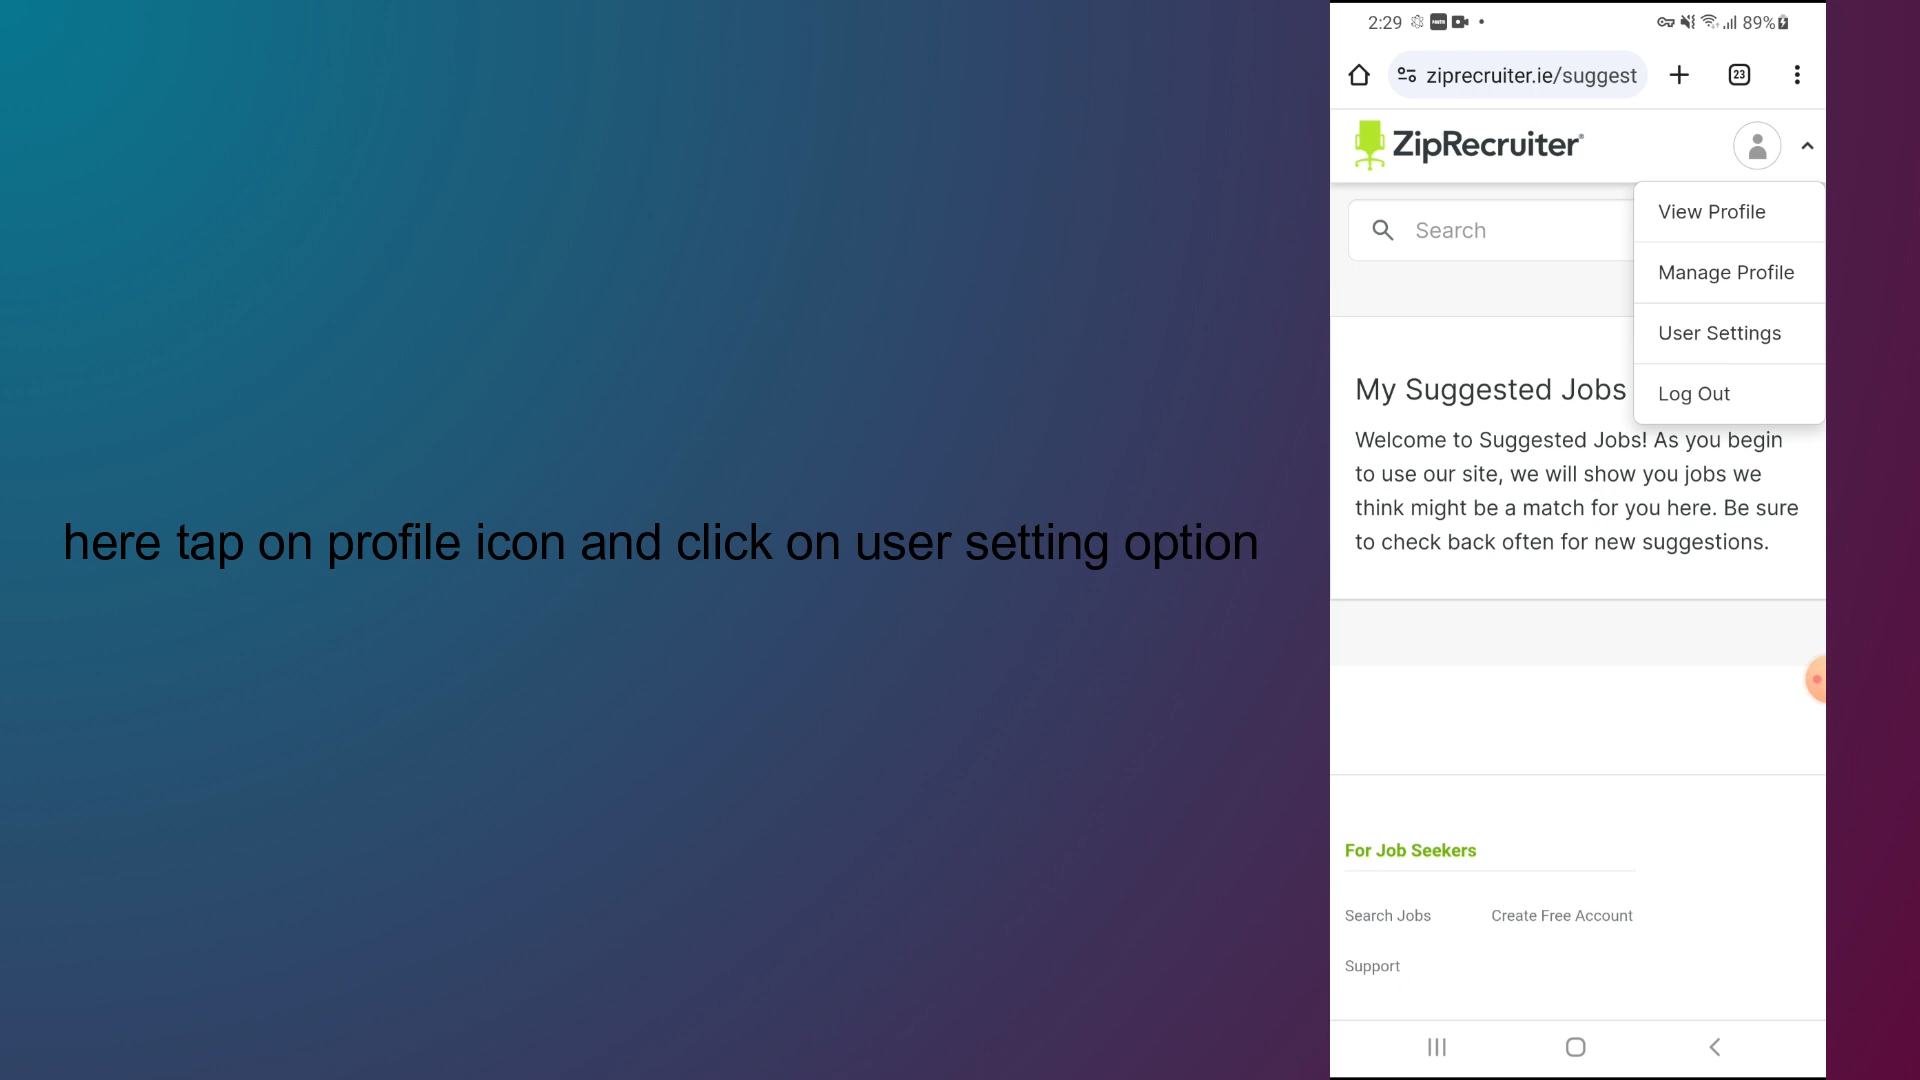 2:29
89%
ziprecruiter.ie/suggest
23
ZipRecruiter
View Profile
Search
Manage Profile
User Settings
My Suggested Jobs
Log Out
Welcome to Suggested Jobs! As you begin
to use our site, we will show you jobs we
think might be a match for you here. Be sure
to check back often for new suggestions.
here tap on profile icon and click on user setting option
For Job Seekers
Search Jobs
Create Free Account
Support